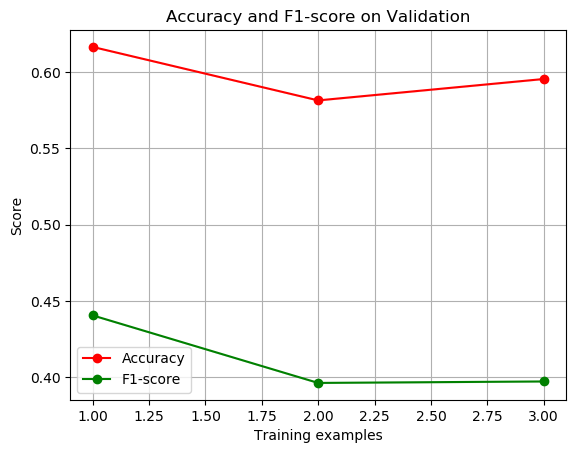 Accuracy and F1-score on Validation
Score
0.60
0.55
0.50
0.45
0.40
Accuracy
F1-score
1.00 1.25 1.50 1.75 2.00 2.25 2.50 2.75 3.00
Training examples